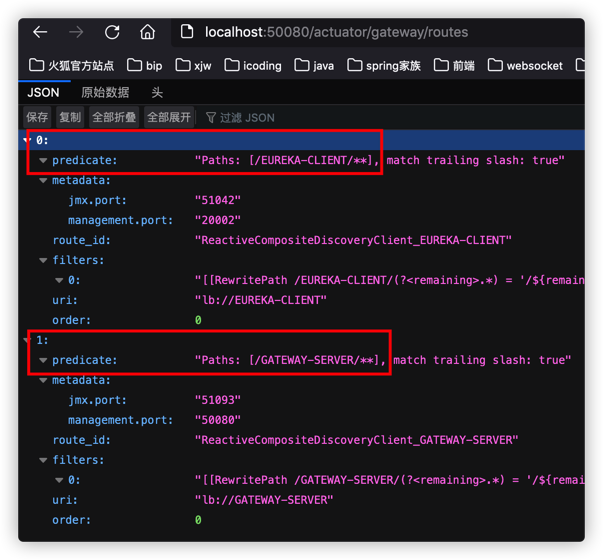 localhost:50080/actuator/gateway/routes
火狐官方站点 bip xjw icoding java spring家族 前端 websocket
JSON 原始数据 头
保存 复制 全部折叠 全部展开 过滤 JSON
0:
predicate: "Paths: [/EUREKA-CLIENT/**], match trailing slash: true"
metadata:
jmx.port: "51042"
management.port: "20002"
route_id: "ReactiveCompositeDiscoveryClient_EUREKA-CLIENT"
filters:
0: "[[RewritePath /EUREKA-CLIENT/(?<remaining>.*) = '/${remai
uri: "lb://EUREKA-CLIENT"
order: 0
1:
predicate: "Paths: [/GATEWAY-SERVER/**], match trailing slash: true"
metadata:
jmx.port: "51093"
management.port: "50080"
route_id: "ReactiveCompositeDiscoveryClient_GATEWAY-SERVER"
filters:
0: "[[RewritePath /GATEWAY-SERVER/(?<remaining>.*) = '/${rema
uri: "lb://GATEWAY-SERVER"
order: 0